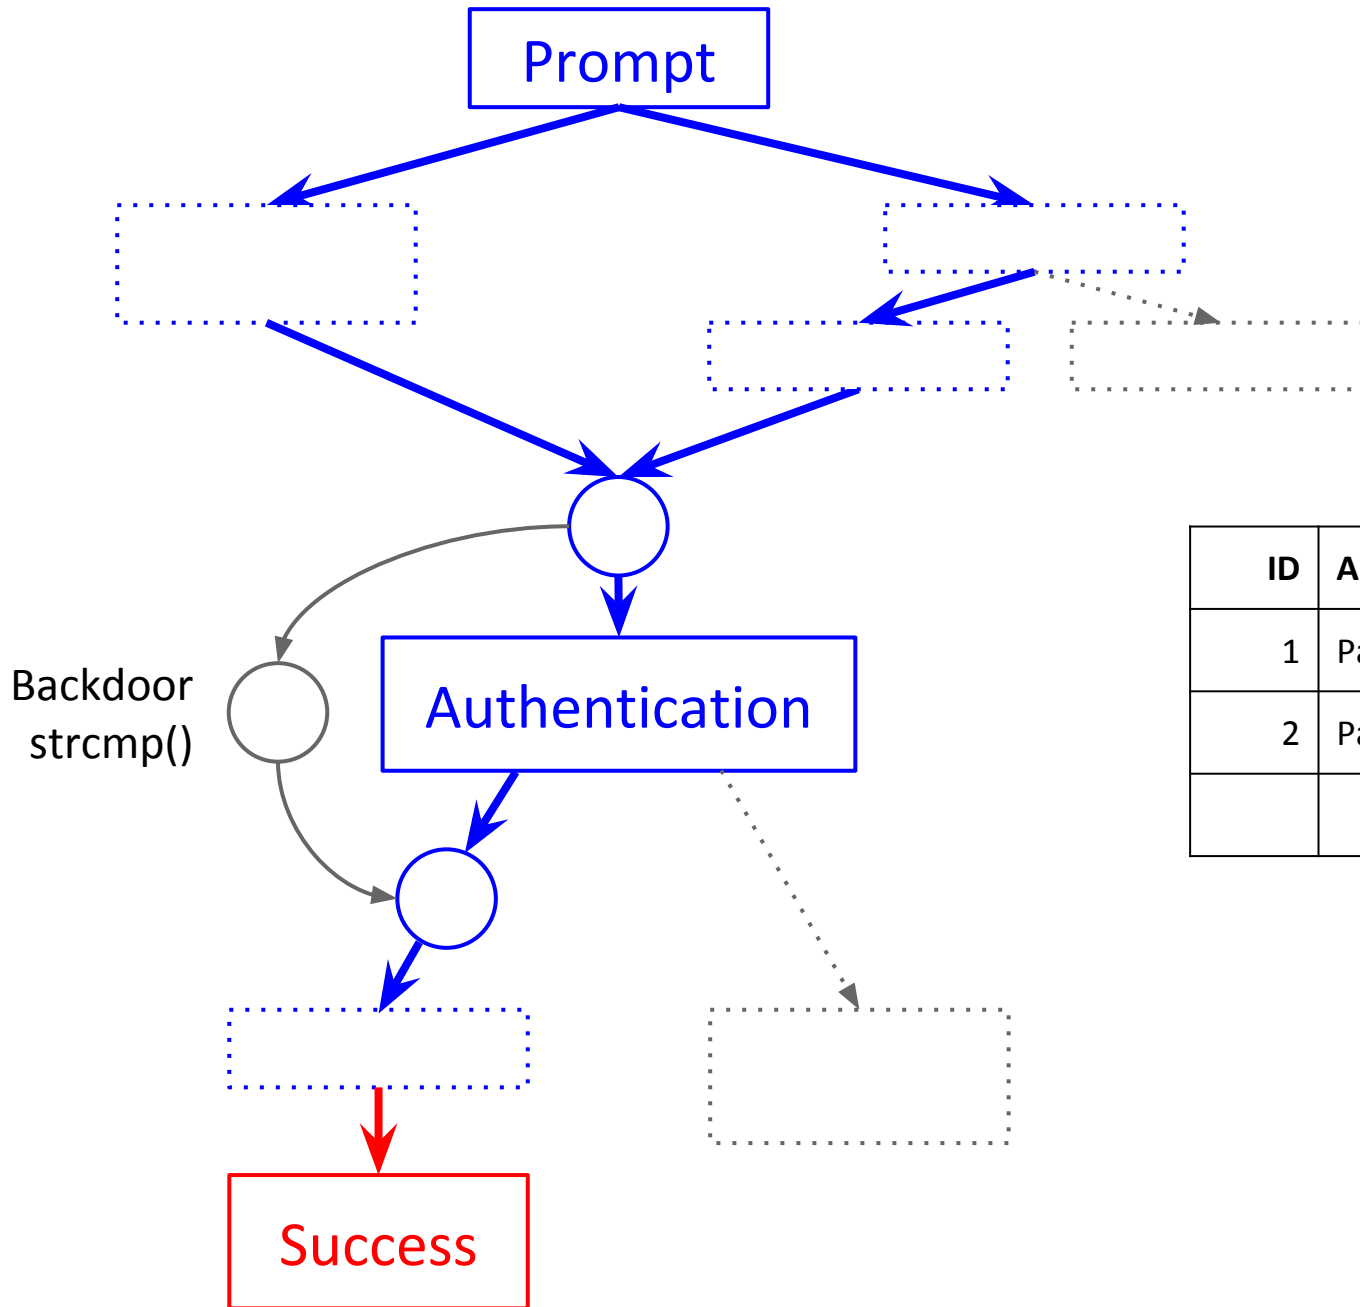 Prompt
Backdoor
strcmp()
Authentication
ID
1
2
Success